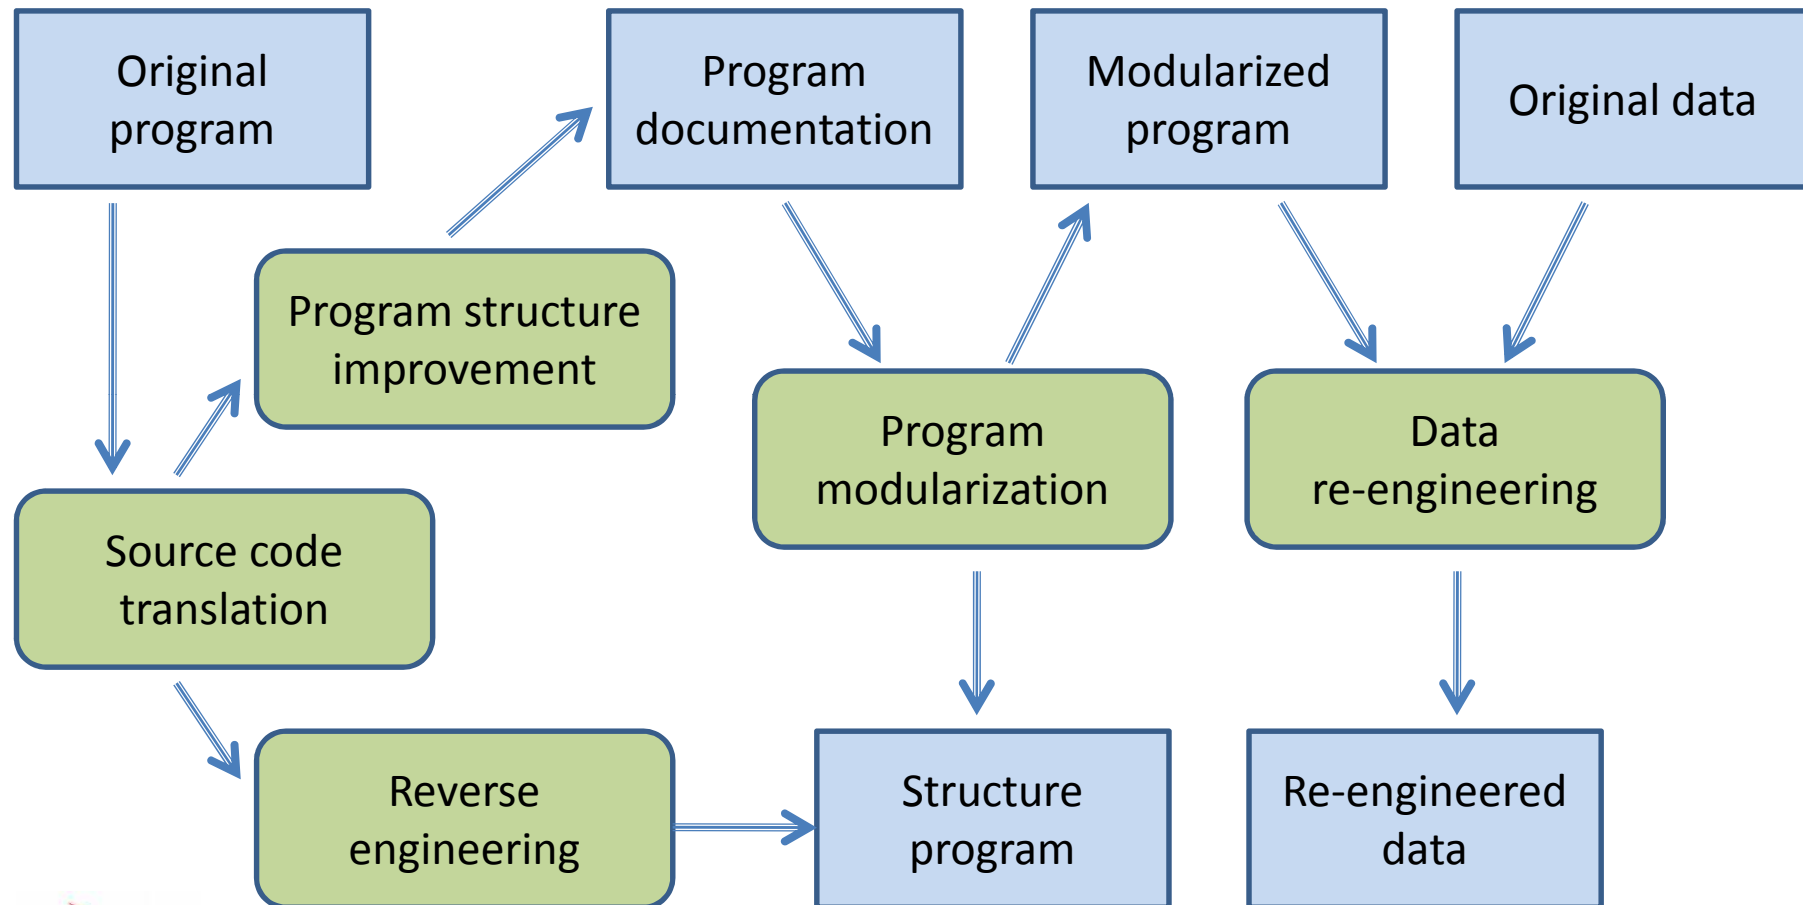 Original
program
Program
documentation
Modularized
program
Original data
Program structure
improvement
Program
modularization
Data
re-engineering
Source code
translation
Reverse
engineering
Structure
program
Re-engineered
data